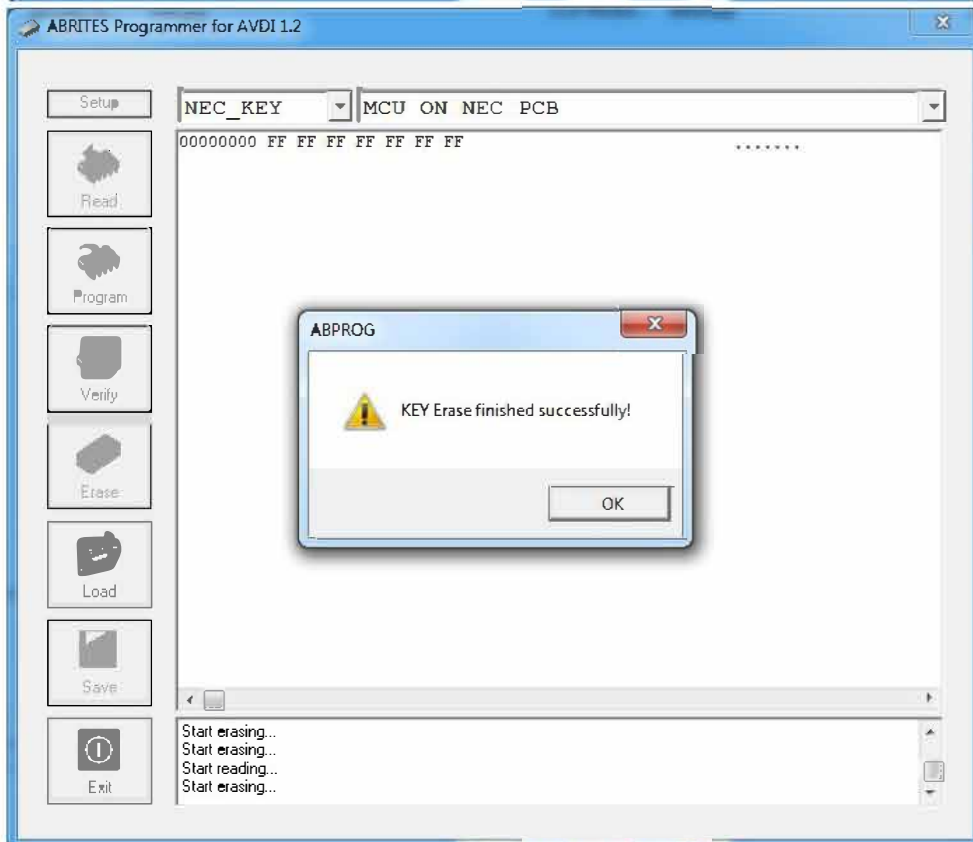 ABRITES Programmer for AVDI 1.2
Setup
NEC_KEY
MCU ON NEC PCB
00000000 FF FF FF FF FF FF FF .......
Read
Program
ABPROG
Verify
KEY Erase finished successfully!
Erase
OK
Load
Save
Start erasing...
Start erasing...
Start reading...
Start erasing...
Exit